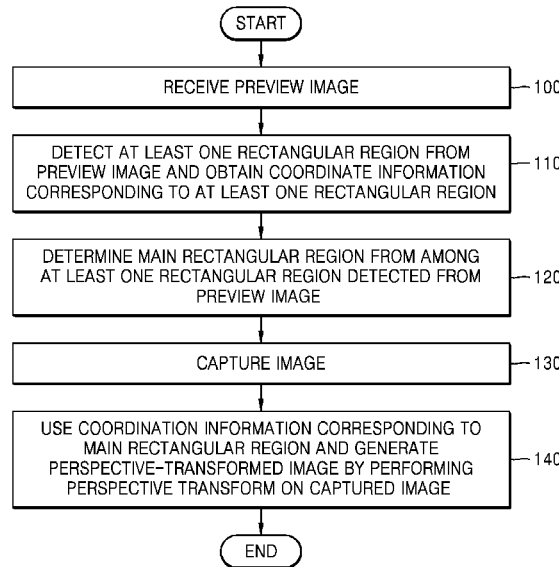 START
RECEIVE PREVIEW IMAGE
100
DETECT AT LEAST ONE RECTANGULAR REGION FROM
PREVIEW IMAGE AND OBTAIN COORDINATE INFORMATION
CORRESPONDING TO AT LEAST ONE RECTANGULAR REGION
110
DETERMINE MAIN RECTANGULAR REGION FROM AMONG
AT LEAST ONE RECTANGULAR REGION DETECTED FROM
PREVIEW IMAGE
120
CAPTURE IMAGE
130
USE COORDINATION INFORMATION CORRESPONDING TO
MAIN RECTANGULAR REGION AND GENERATE
PERSPECTIVE-TRANSFORMED IMAGE BY PERFORMING
PERSPECTIVE TRANSFORM ON CAPTURED IMAGE
140
END